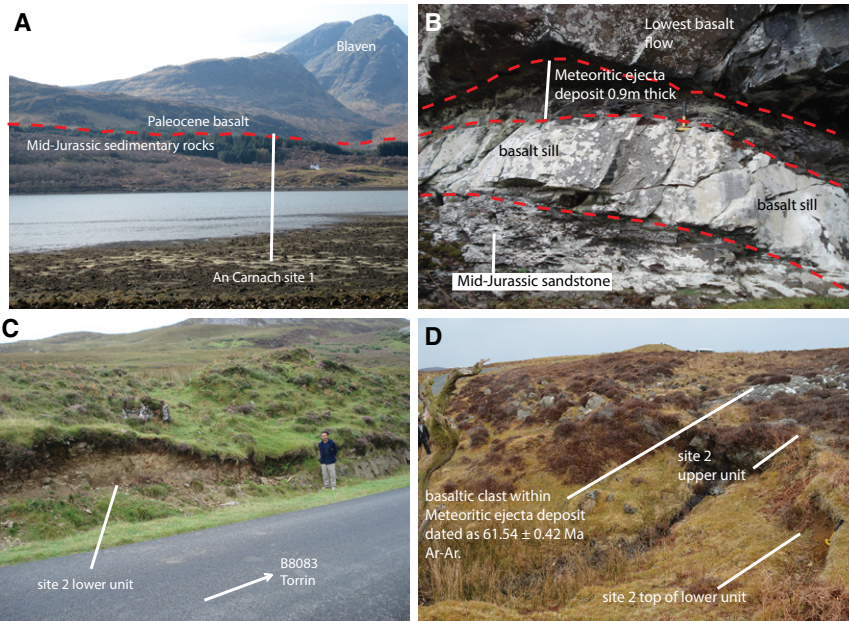 A
Blaven
Paleocene basalt
Mid-Jurassic sedimentary rocks
An Carnach site 1
B
Lowest basalt
flow
Meteoritic ejecta
deposit 0.9m thick
basalt sill
basalt sill
Mid-Jurassic sandstone
C
site 2 lower unit
B8083
Torrin
D
site 2
upper unit
basaltic clast within
Meteoritic ejecta deposit
dated as 61.54 ± 0.42 Ma
Ar-Ar.
site 2 top of lower unit